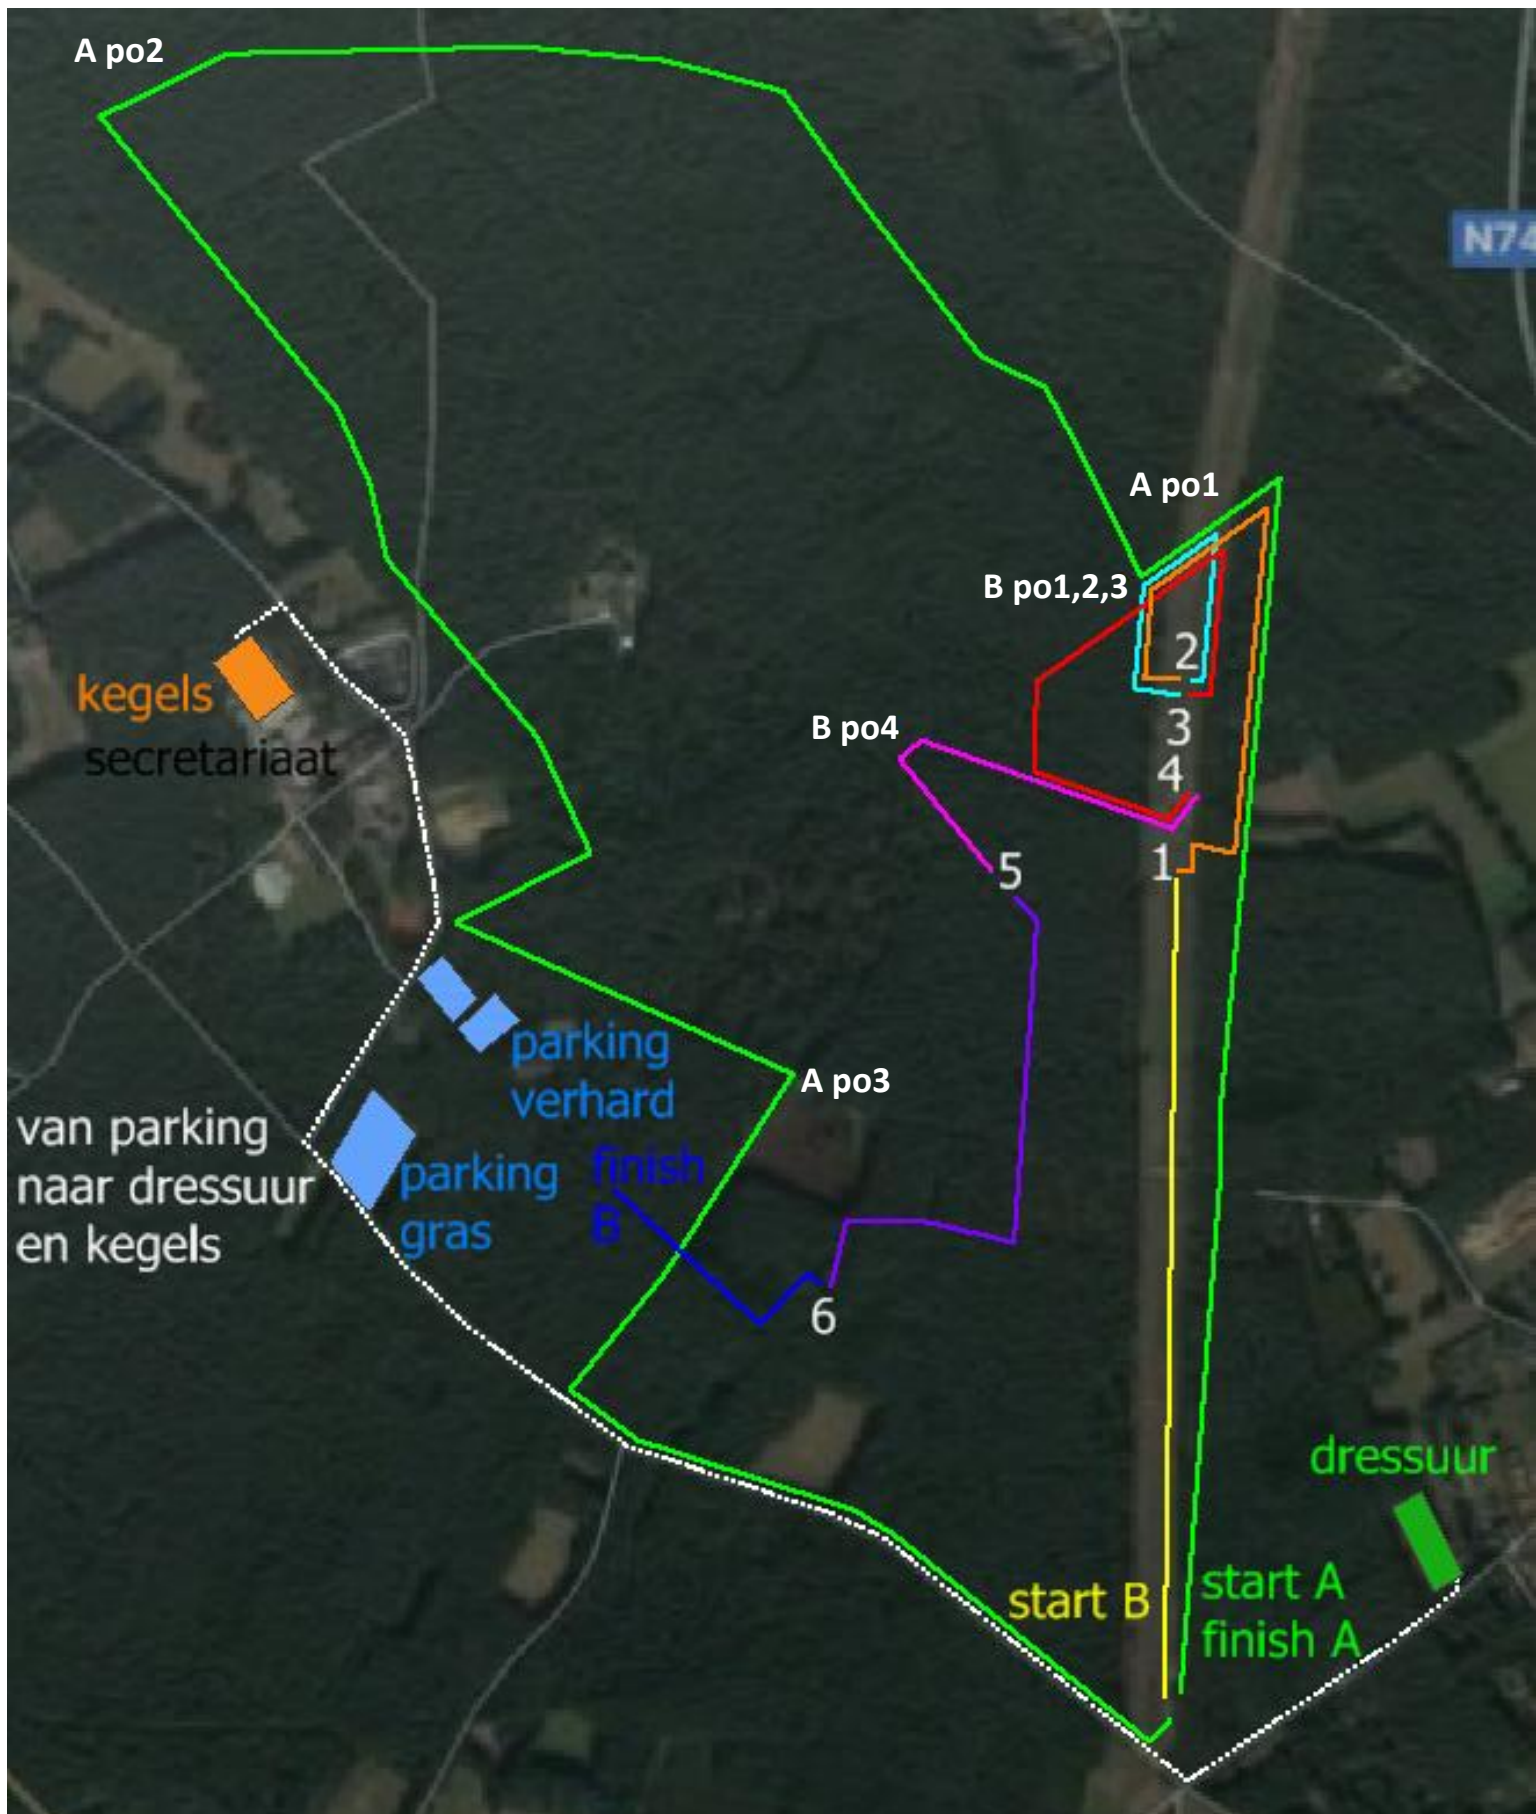 A po2
N74
A po1
B po1,2,3
2
kegels
secretariaat
3
B po4
4
1
5
parking
verhard
A po3
van parking
naar dressuur
en kegels
parking
gras
finish
B
6
dressuur
start B
start A
finish A